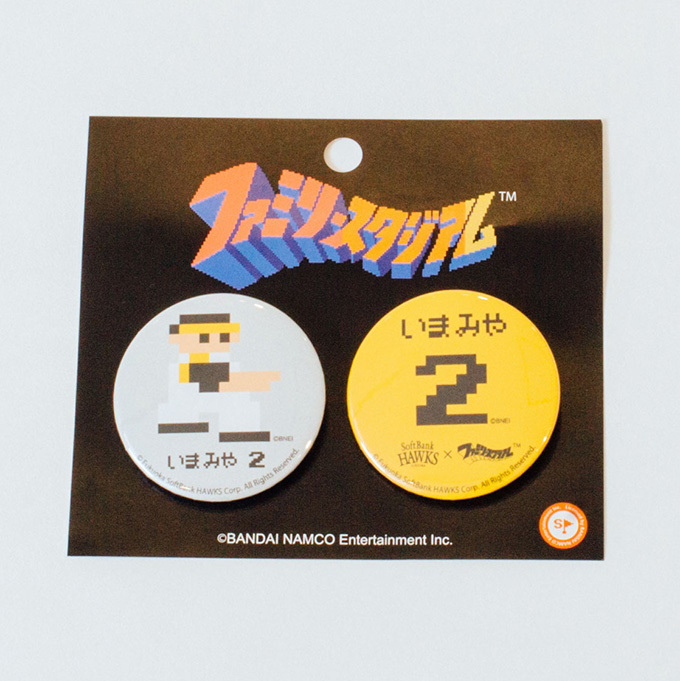 ファミリースタジアム™
©BNEI
いまみや 2
©Fukuoka SoftBank HAWKS Corp. All Rights Reserved.
いまみや
2
©BNEI
SoftBank
HAWKS × ファミリースタジアム™
©Fukuoka SoftBank HAWKS Corp. All Rights Reserved.
©BANDAI NAMCO Entertainment Inc.
S